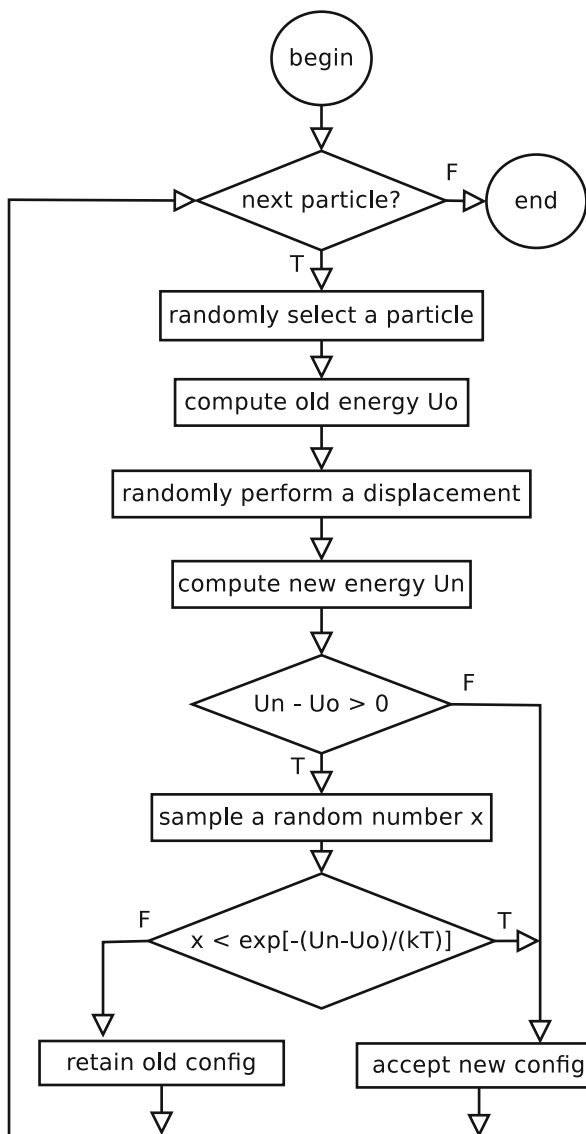 begin
next particle?
F
end
T
randomly select a particle
compute old energy Uo
randomly perform a displacement
compute new energy Un
Un - Uo > 0
F
T
sample a random number x
F
x < exp[-(Un-Uo)/(kT)]
T
retain old config
accept new config